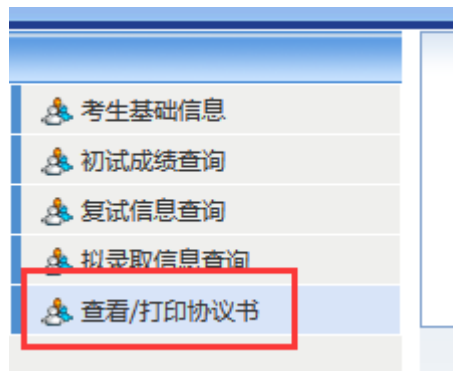 考生基础信息
初试成绩查询
复试信息查询
拟录取信息查询
查看/打印协议书